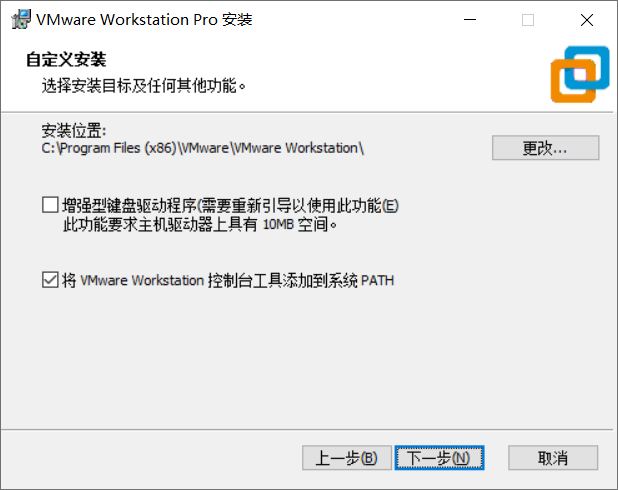 VMware Workstation Pro 安装
自定义安装
选择安装目标及任何其他功能。
安装位置:
C:\Program Files (x86)\VMware\VMware Workstation\
更改...
增强型键盘驱动程序(需要重新引导以使用此功能(E)
此功能要求主机驱动器上具有 10MB 空间。
将 VMware Workstation 控制台工具添加到系统 PATH
上一步(B)
下一步(N)
取消